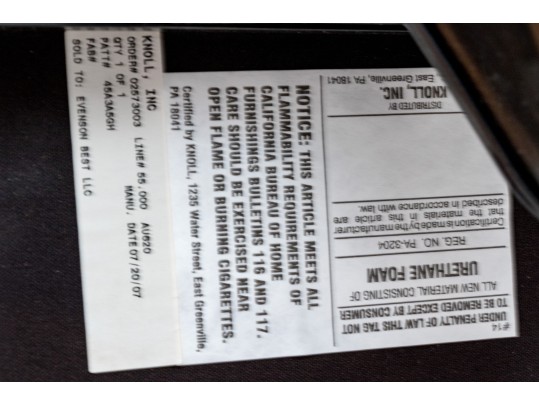 KNOLL, INC
ORDER# 02573003 LINE# 55.000 AU620
QTY 1 OF 1 MANU. DATE 07/20/07
PATT# 45A3A5GH
FAB#
SOLD TO: EVENSON BEST LLC
NOTICE: THIS ARTICLE MEETS ALL
FLAMMABILITY REQUIREMENTS OF
CALIFORNIA BUREAU OF HOME
FURNISHINGS BULLETINS 116 AND 117.
CARE SHOULD BE EXERCISED NEAR
OPEN FLAME OR BURNING CIGARETTES.
Certified by KNOLL, 1235 Water Street, East Greenville,
PA 18041
#14
UNDER PENALTY OF LAW THIS TAG NOT
TO BE REMOVED EXCEPT BY CONSUMER
ALL NEW MATERIAL CONSISTING OF
URETHANE FOAM
REG. NO. PA-3204
Certification is made by the manufacturer
that the materials in this article are
described in accordance with law.
DISTRIBUTED BY
KNOLL, INC.
East Greenville, PA 18041